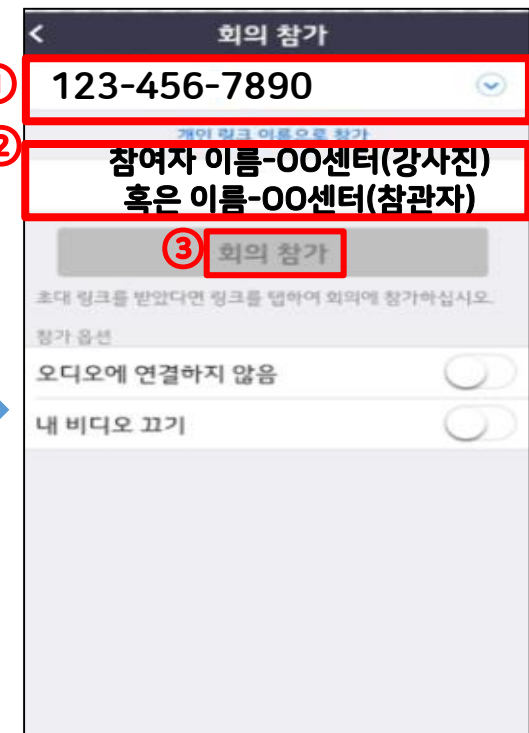 회의 참가
①
123-456-7890
개인 링크 이름으로 참가
②
참여자 이름-OO센터(강사진)
혹은 이름-OO센터(참관자)
③ 회의 참가
초대 링크를 받았다면 링크를 탭하여 회의에 참가하십시오.
참가 옵션
오디오에 연결하지 않음
내 비디오 끄기